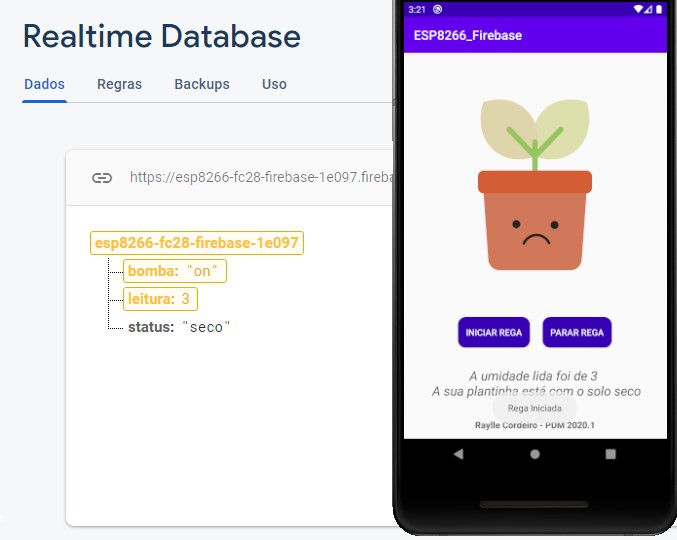 Realtime Database
Dados Regras Backups Uso
https://esp8266-fc28-firebase-1e097.fireba
esp8266-fc28-firebase-1e097
bomba: "on"
leitura: 3
status: "seco"
3:21
ESP8266_Firebase
INICIAR REGA PARAR REGA
A umidade lida foi de 3
A sua plantinha está com o solo seco
Rega Iniciada
Raylle Cordeiro - PDM 2020.1